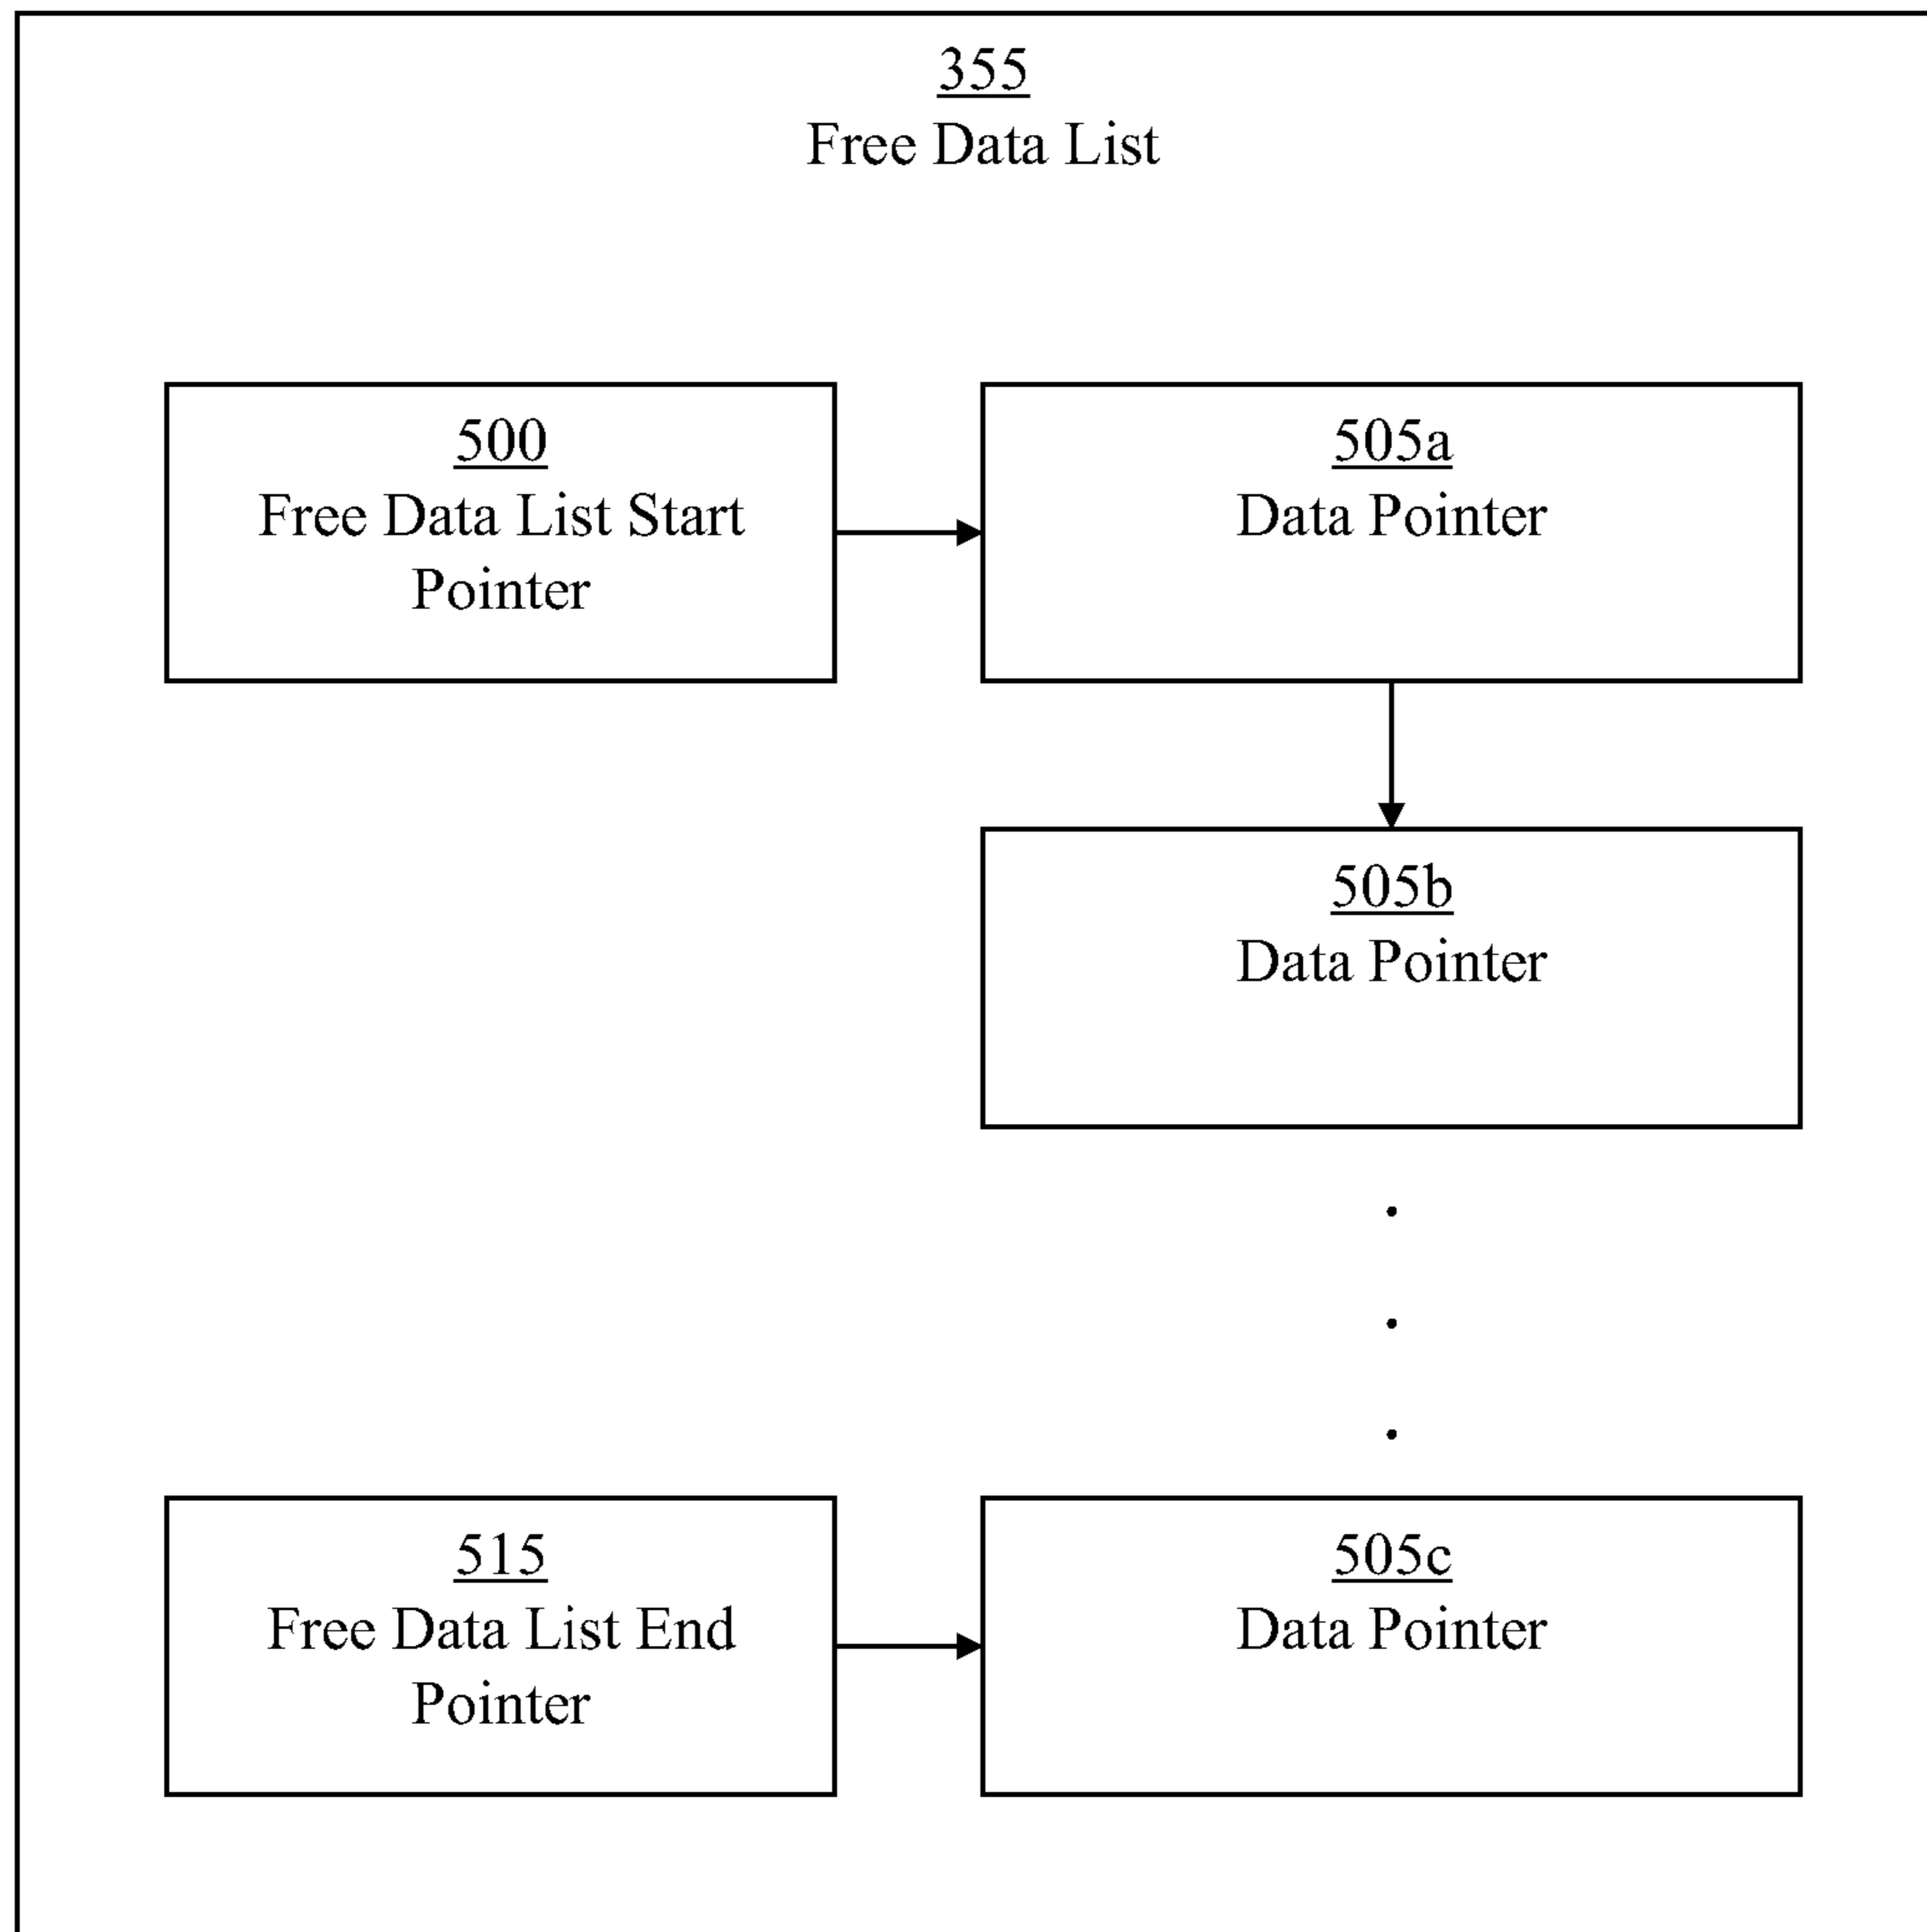 355
Free Data List
500
Free Data List Start
Pointer
505a
Data Pointer
505b
Data Pointer
515
Free Data List End
Pointer
505c
Data Pointer